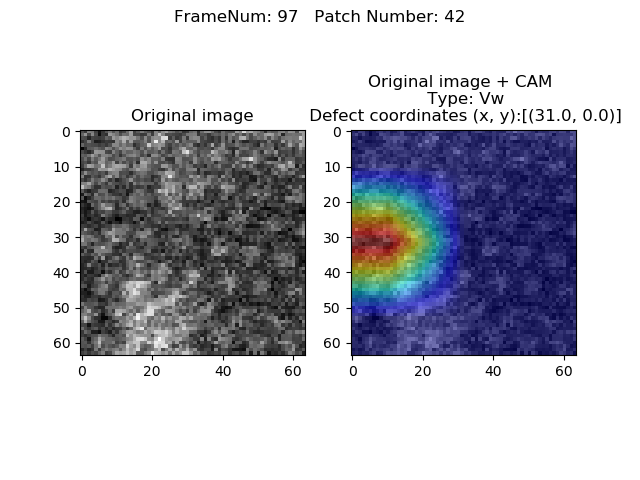 FrameNum: 97   Patch Number: 42
Original image
Original image + CAM
Type: Vw
Defect coordinates (x, y):[(31.0, 0.0)]
0
10
20
30
40
50
60
0 20 40 60
0
10
20
30
40
50
60
0 20 40 60